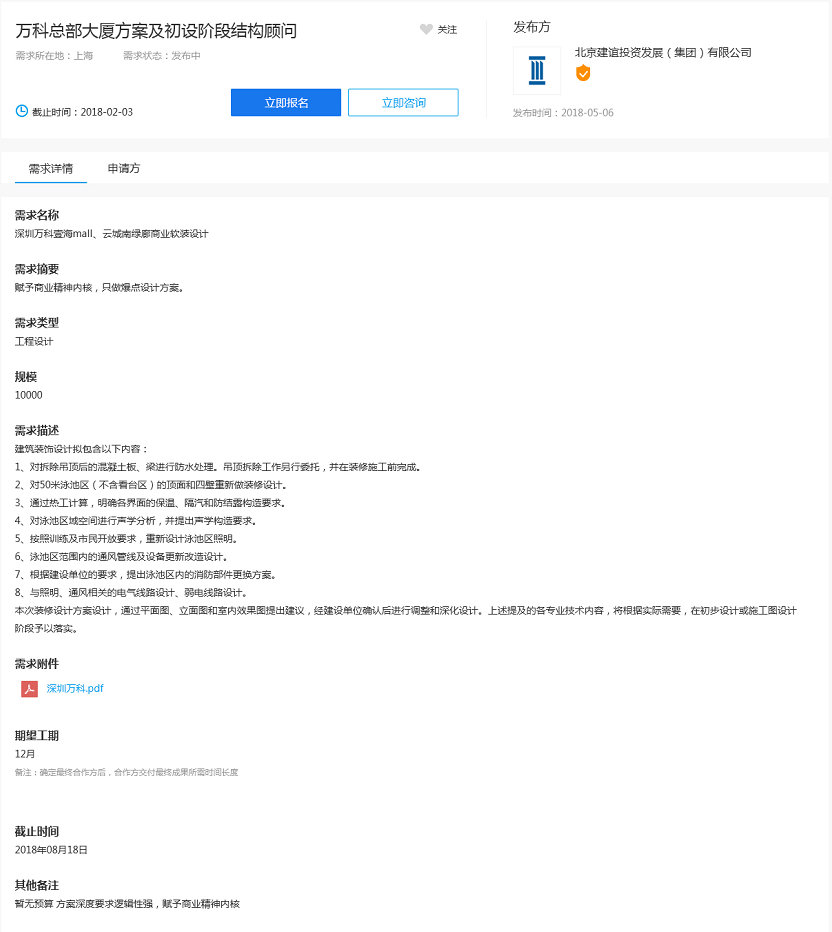 万科总部大厦方案及初设阶段结构顾问
关注
需求所在地：上海 需求状态：发布中
截止时间：2018-02-03
立即报名
立即咨询
发布方
北京建谊投资发展（集团）有限公司
发布时间：2018-05-06
需求详情
申请方
需求名称
深圳万科壹海mall、云城南绿廊商业软装设计
需求摘要
赋予商业精神内核，只做爆点设计方案。
需求类型
工程设计
规模
10000
需求描述
建筑装饰设计拟包含以下内容：
1、对拆除吊顶后的混凝土板、梁进行防水处理。吊顶拆除工作另行委托，并在装修施工前完成。
2、对50米泳池区（不含看台区）的顶面和四壁重新做装修设计。
3、通过热工计算，明确各界面的保温、隔汽和防结露构造要求。
4、对泳池区域空间进行声学分析，并提出声学构造要求。
5、按照训练及市民开放要求，重新设计泳池区照明。
6、泳池区范围内的通风管线及设备更新改造设计。
7、根据建设单位的要求，提出泳池区内的消防部件更换方案。
8、与照明、通风相关的电气线路设计、弱电线路设计。
本次装修设计方案设计，通过平面图、立面图和室内效果图提出建议，经建设单位确认后进行调整和深化设计。上述提及的各专业技术内容，将根据实际需要，在初步设计或施工图设计
阶段予以落实。
需求附件
深圳万科.pdf
期望工期
12月
备注：确定最终合作方后，合作方交付最终成果所需时间长度
截止时间
2018年08月18日
其他备注
暂无预算 方案深度要求逻辑性强，赋予商业精神内核